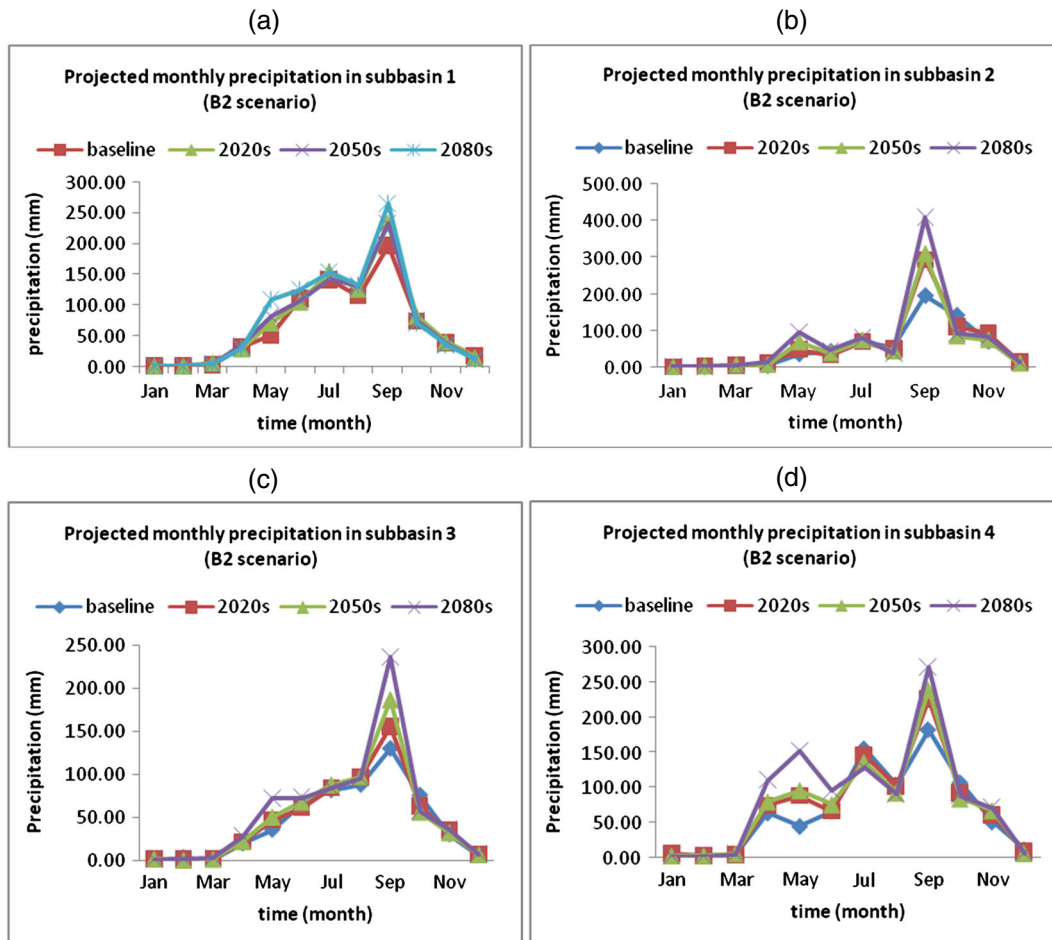 (a)
Projected monthly precipitation in subbasin 1
(B2 scenario)
baseline 2020s 2050s 2080s
300.00
250.00
200.00
150.00
100.00
50.00
0.00
precipitation (mm)
Jan Mar May Jul Sep Nov
time (month)
(b)
Projected monthly precipitation in subbasin 2
(B2 scenario)
baseline 2020s 2050s 2080s
500.00
400.00
300.00
200.00
100.00
0.00
Precipitation (mm)
Jan Mar May Jul Sep Nov
time (month)
(c)
Projected monthly precipitation in subbasin 3
(B2 scenario)
baseline 2020s 2050s 2080s
250.00
200.00
150.00
100.00
50.00
0.00
Precipitation (mm)
Jan Mar May Jul Sep Nov
time (month)
(d)
Projected monthly precipitation in subbasin 4
(B2 scenario)
baseline 2020s 2050s 2080s
300.00
250.00
200.00
150.00
100.00
50.00
0.00
Precipitation (mm)
Jan Mar May Jul Sep Nov
time (month)